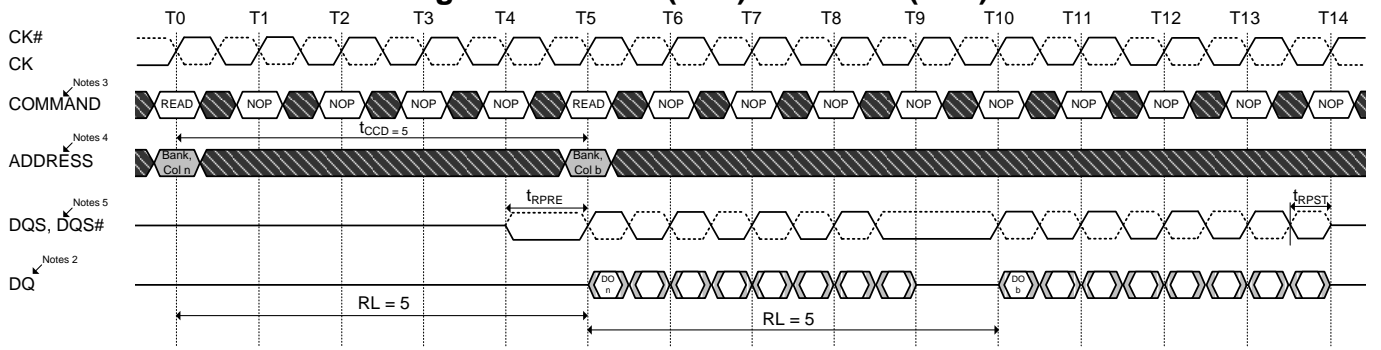 T0 T1 T2 T3 T4 T5 T6 T7 T8 T9 T10 T11 T12 T13 T14
CK#
CK
Notes 3
COMMAND READ NOP NOP NOP NOP READ NOP NOP NOP NOP NOP NOP NOP NOP NOP
tCCD = 5
Notes 4
ADDRESS Bank, Col n Bank, Col b
tRPRE tRPST
Notes 5
DQS, DQS#
Notes 2
DQ DO n DO b
RL = 5
RL = 5